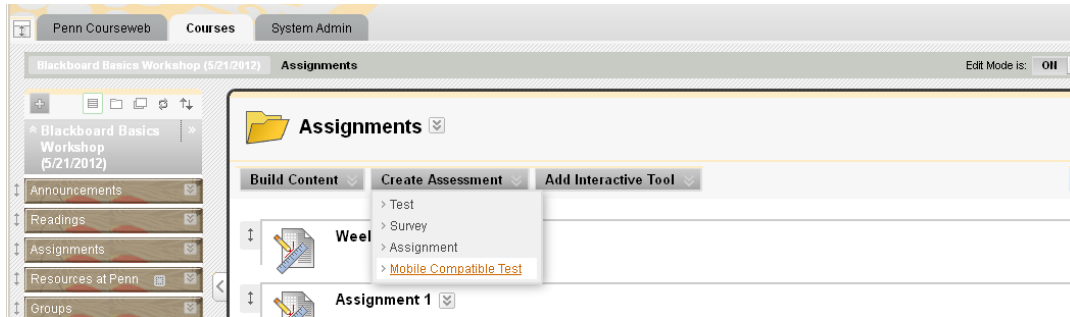 Penn Courseweb Courses System Admin
Blackboard Basics Workshop (5/21/2012) Assignments Edit Mode is: ON
Blackboard Basics
Workshop
(5/21/2012)
Announcements
Readings
Assignments
Resources at Penn
Groups
Assignments
Build Content Create Assessment Add Interactive Tool
> Test
> Survey
> Assignment
> Mobile Compatible Test
Assignment 1